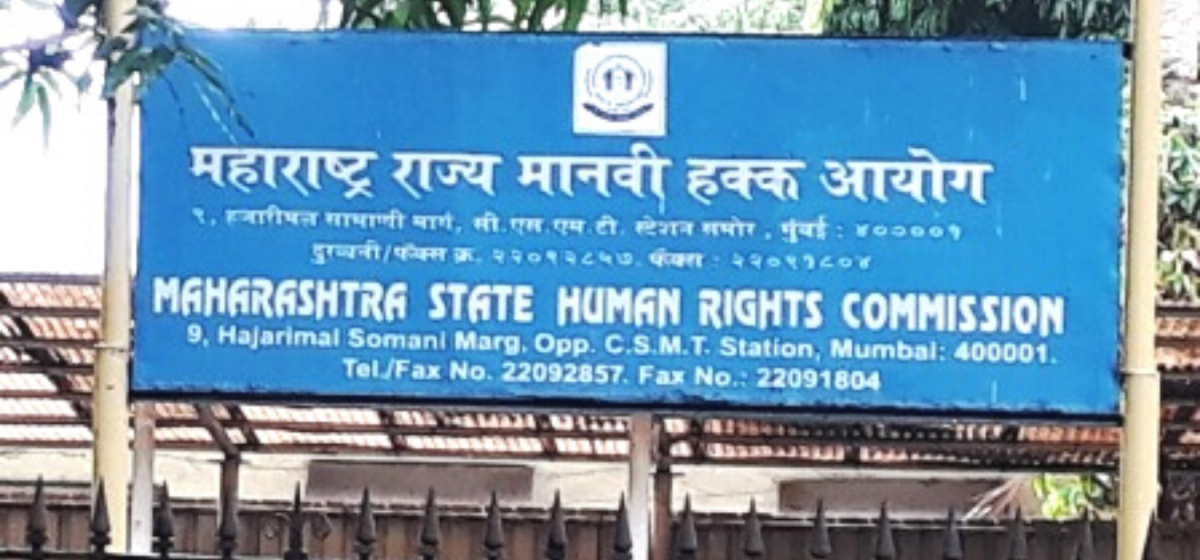 महाराष्ट्र राज्य मानवी हक्क आयोग
९, हजारीमल सोमाणी मार्ग, सी.एस.एम.टी. स्टेशन समोर, मुंबई : ४००००१
दुरध्वनी/फॅक्स क्र. २२०९२८५७. फॅक्स : २२०९१८०४
MAHARASHTRA STATE HUMAN RIGHTS COMMISSION
9, Hajarimal Somani Marg, Opp. C.S.M.T. Station, Mumbai: 400001.
Tel./Fax No. 22092857. Fax No.: 22091804